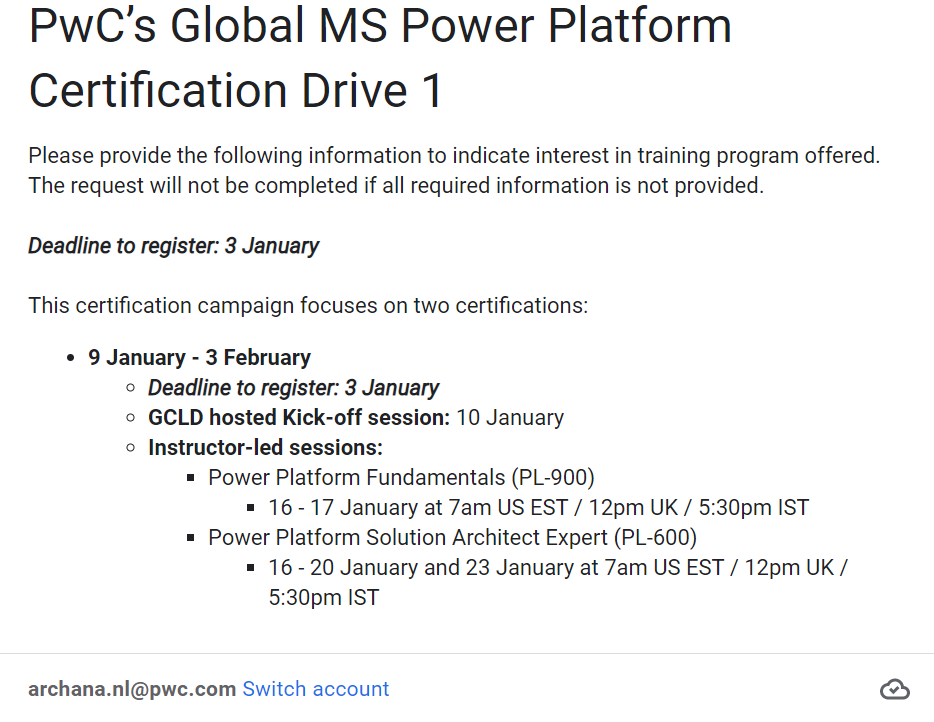 PwC’s Global MS Power Platform
Certification Drive 1
Please provide the following information to indicate interest in training program offered.
The request will not be completed if all required information is not provided.
Deadline to register: 3 January
This certification campaign focuses on two certifications:
9 January - 3 February
Deadline to register: 3 January
GCLD hosted Kick-off session: 10 January
Instructor-led sessions:
Power Platform Fundamentals (PL-900)
16 - 17 January at 7am US EST / 12pm UK / 5:30pm IST
Power Platform Solution Architect Expert (PL-600)
16 - 20 January and 23 January at 7am US EST / 12pm UK /
5:30pm IST
archana.nl@pwc.com Switch account